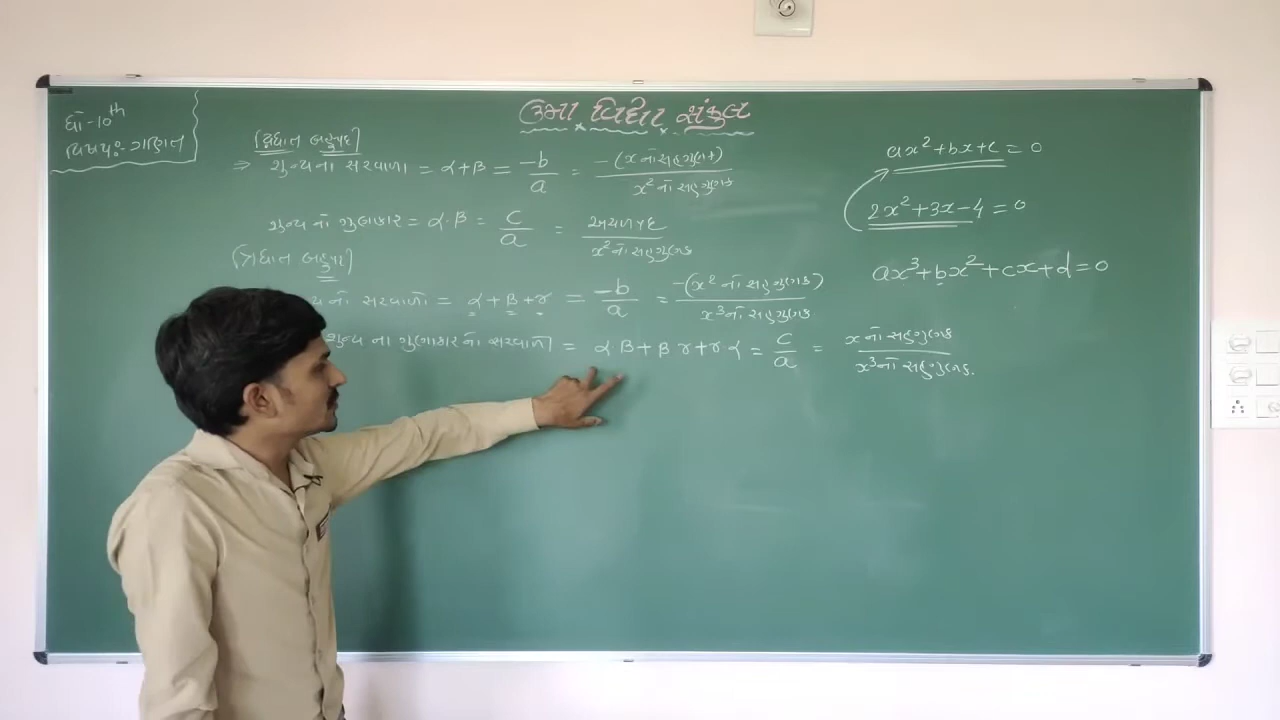 ધો-10th
વિષય:- ગણિત
ઉમા વિદ્યા સંકુલ
(દ્વિઘાત બહુપદી)
⇒ શૂન્યના સરવાળા = α+β = -b/a = -(x નો સહગુણક)/x² નો સહગુણક
શૂન્ય નો ગુણાકાર = α·β = c/a = અચળપદ/x² નો સહગુણક
(ત્રિઘાત બહુપદી)
નો સરવાળો = α+β+γ = -b/a = -(x² નો સહગુણક)/x³ નો સહગુણક
શૂન્ય ના ગુણાકારનો સરવાળો = αβ+βγ+γα = c/a = x નો સહગુણક/x³ નો સહગુણક.
ax²+bx+c=0
2x²+3x-4=0
ax³+bx²+cx+d=0